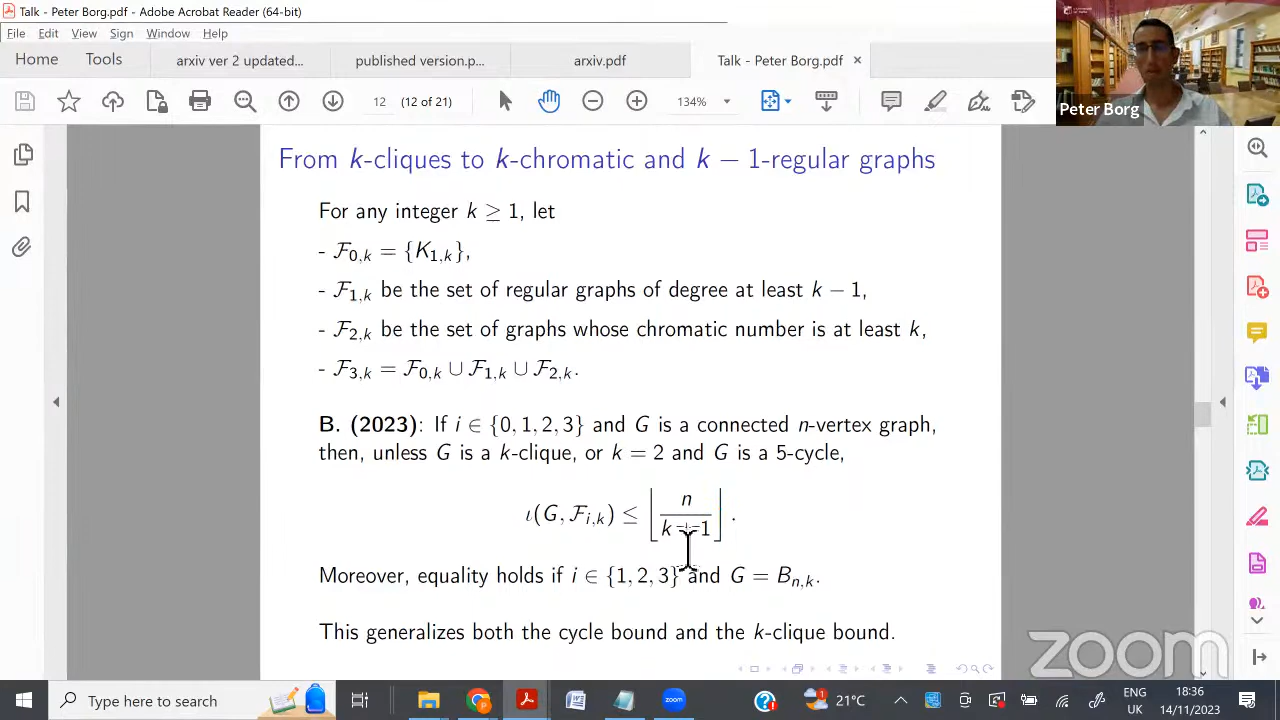 Talk - Peter Borg.pdf - Adobe Acrobat Reader (64-bit)
File Edit View Sign Window Help
Home Tools arxiv ver 2 updated... published version.p... arxiv.pdf Talk - Peter Borg.pdf ×
12 (12 of 21) 134%
Peter Borg
From k-cliques to k-chromatic and k − 1-regular graphs
For any integer k ≥ 1, let
- F₀,ₖ = {K₁,ₖ},
- F₁,ₖ be the set of regular graphs of degree at least k − 1,
- F₂,ₖ be the set of graphs whose chromatic number is at least k,
- F₃,ₖ = F₀,ₖ ∪ F₁,ₖ ∪ F₂,ₖ.
B. (2023): If i ∈ {0, 1, 2, 3} and G is a connected n-vertex graph,
then, unless G is a k-clique, or k = 2 and G is a 5-cycle,
ι(G, Fᵢ,ₖ) ≤ ⌊n / (k + 1)⌋.
Moreover, equality holds if i ∈ {1, 2, 3} and G = Bₙ,ₖ.
This generalizes both the cycle bound and the k-clique bound.
zoom
Type here to search
zoom
1
21°C
ENG
UK
18:36
14/11/2023